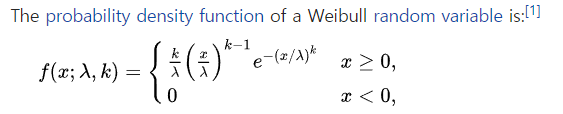 The probability density function of a Weibull random variable is:[1]
f(x; λ, k) = { k/λ (x/λ)^{k−1} e^{−(x/λ)^k} x ≥ 0,
0 x < 0,